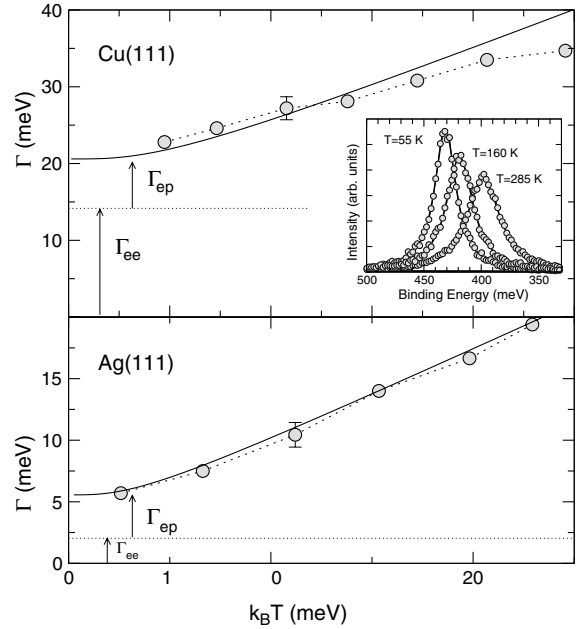 40
Cu(111)
30
Γ (meV)
20
Γep
10
Γee
0
Intensity (arb. units)
T=55 K
T=160 K
T=285 K
500
450
400
350
Binding Energy (meV)
Ag(111)
15
Γ (meV)
10
Γep
5
Γee
0
0
1
0
20
kBT (meV)